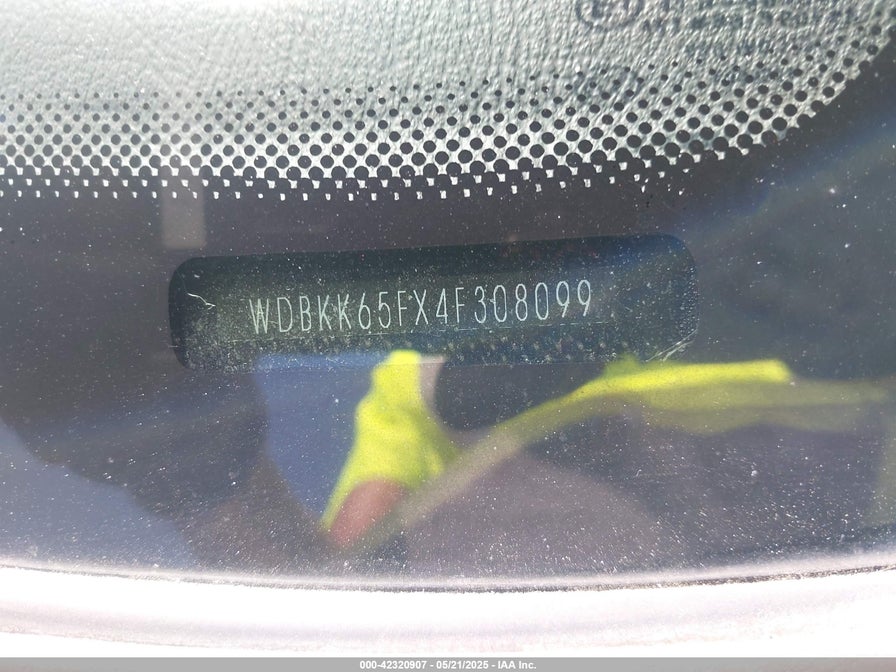 WDBKK65FX4F308099
000-42320907 - 05/21/2025 - IAA Inc.